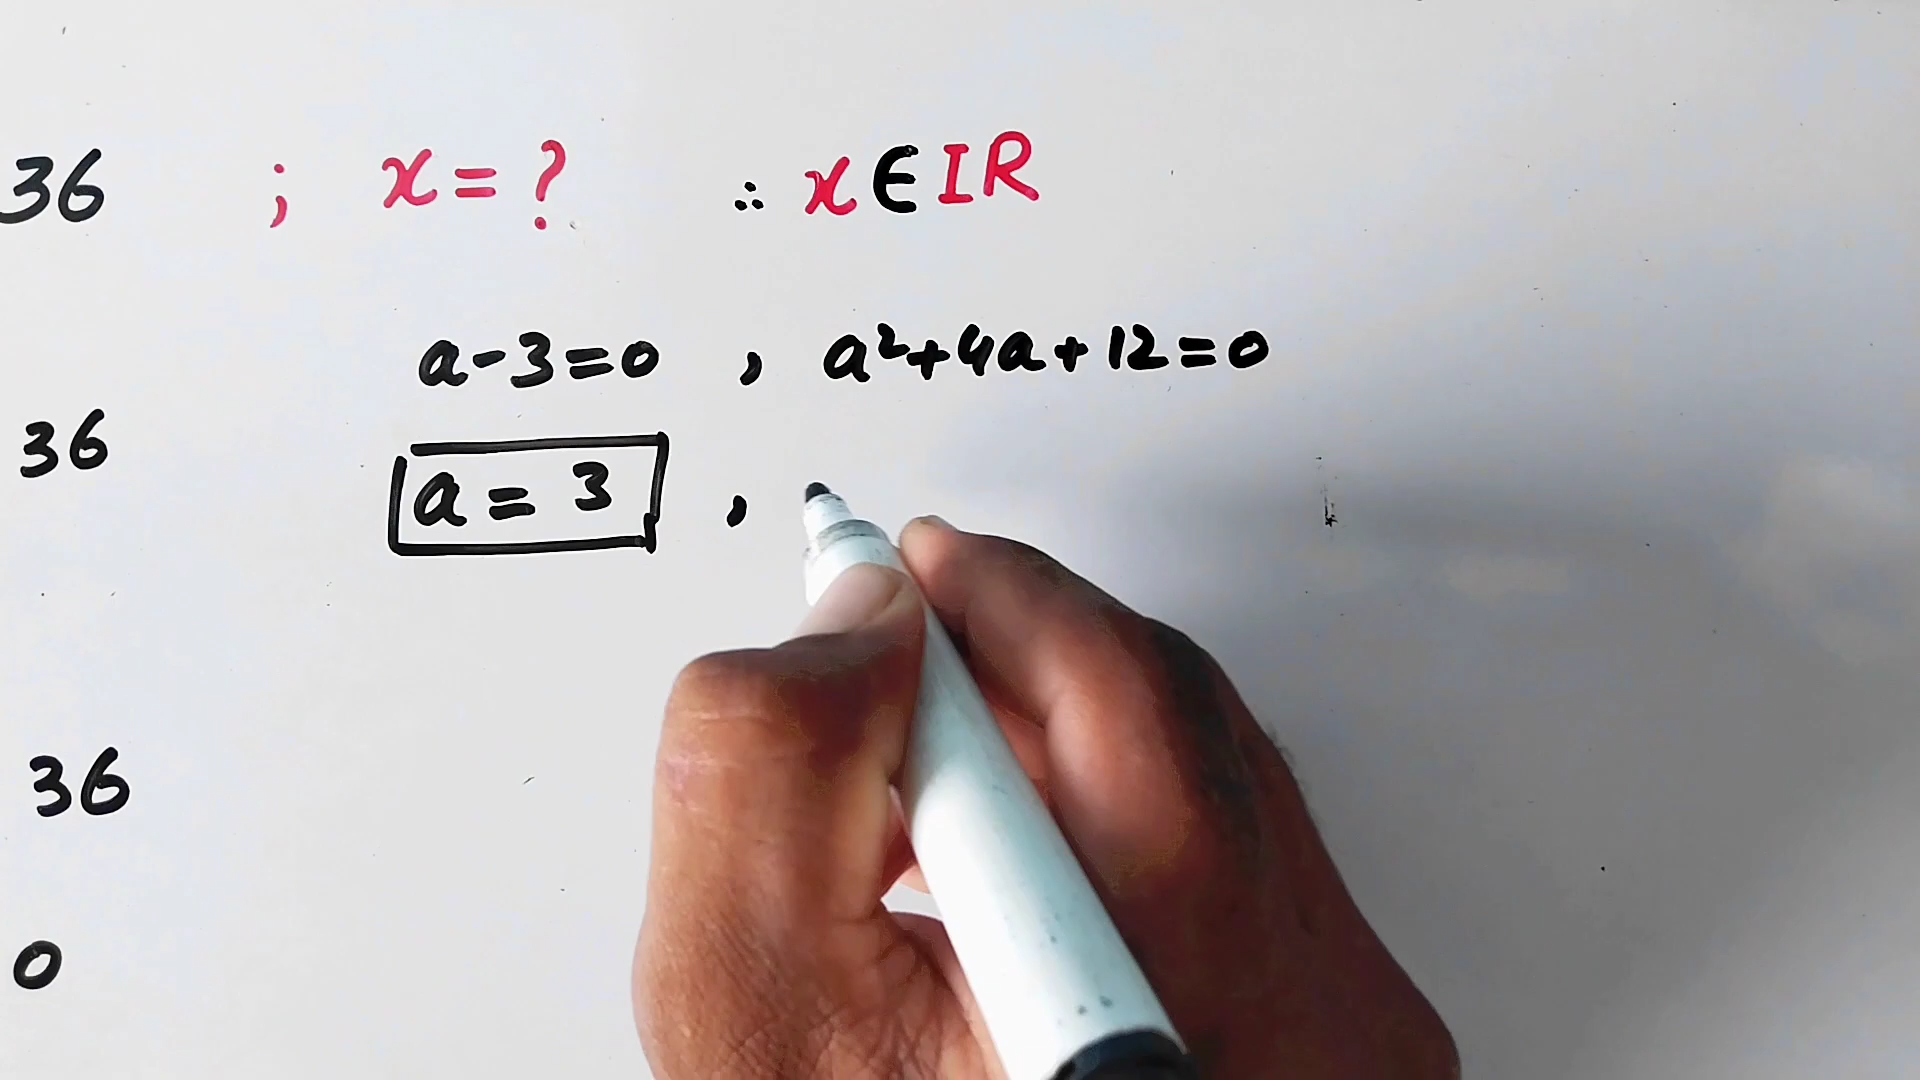 36 ; x = ? ∴ x ∈ IR
a - 3 = 0 , a² + 4a + 12 = 0
36
a = 3 ,
36
0